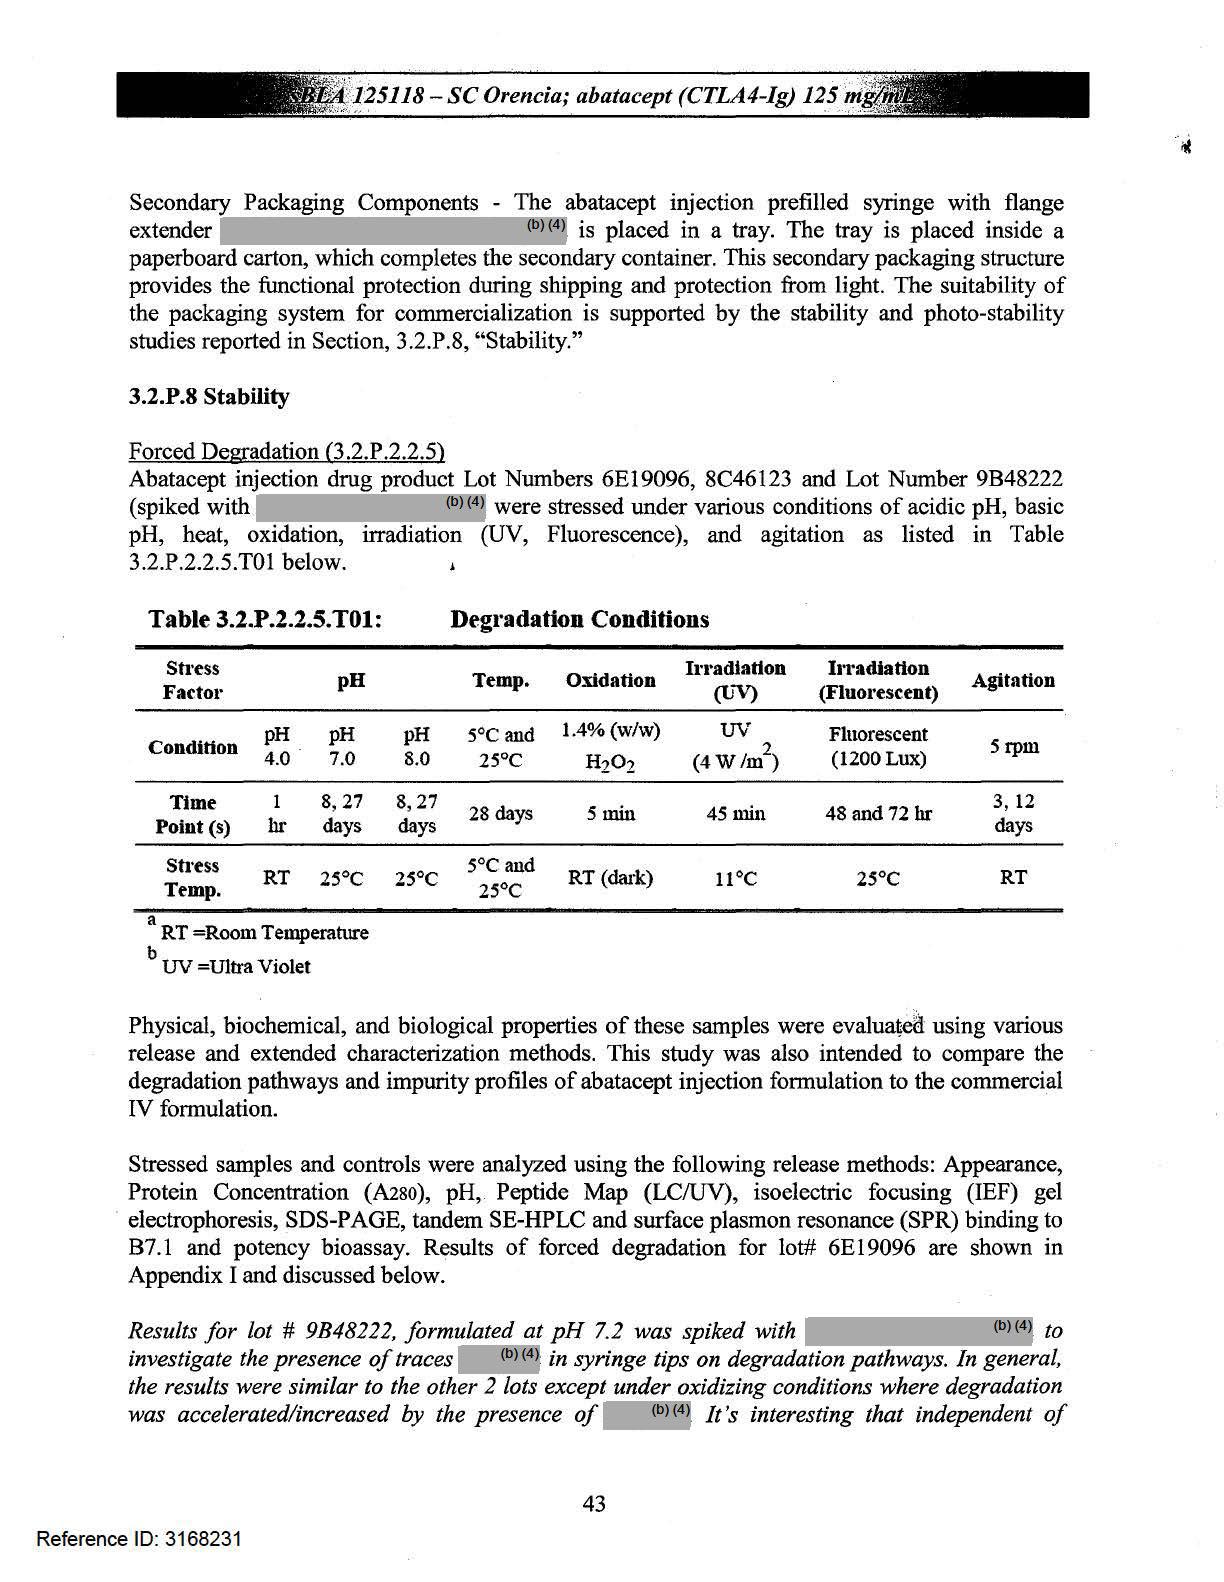 sBLA 125118 – SC Orencia; abatacept (CTLA4-Ig) 125 mg/mL
Secondary Packaging Components - The abatacept injection prefilled syringe with flange
extender (b) (4) is placed in a tray. The tray is placed inside a
paperboard carton, which completes the secondary container. This secondary packaging structure
provides the functional protection during shipping and protection from light. The suitability of
the packaging system for commercialization is supported by the stability and photo-stability
studies reported in Section, 3.2.P.8, “Stability.”
3.2.P.8 Stability
Forced Degradation (3.2.P.2.2.5)
Abatacept injection drug product Lot Numbers 6E19096, 8C46123 and Lot Number 9B48222
(spiked with (b) (4) were stressed under various conditions of acidic pH, basic
pH, heat, oxidation, irradiation (UV, Fluorescence), and agitation as listed in Table
3.2.P.2.2.5.T01 below.
Table 3.2.P.2.2.5.T01: Degradation Conditions
Stress Factor pH Temp. Oxidation Irradiation (UV) Irradiation (Fluorescent) Agitation
Condition pH 4.0 pH 7.0 pH 8.0 5°C and 25°C 1.4% (w/w) H2O2 UV (4 W /m2) Fluorescent (1200 Lux) 5 rpm
Time Point (s) 1 hr 8, 27 days 8, 27 days 28 days 5 min 45 min 48 and 72 hr 3, 12 days
Stress Temp. RT 25°C 25°C 5°C and 25°C RT (dark) 11°C 25°C RT
a RT =Room Temperature
b UV =Ultra Violet
Physical, biochemical, and biological properties of these samples were evaluated using various
release and extended characterization methods. This study was also intended to compare the
degradation pathways and impurity profiles of abatacept injection formulation to the commercial
IV formulation.
Stressed samples and controls were analyzed using the following release methods: Appearance,
Protein Concentration (A280), pH, Peptide Map (LC/UV), isoelectric focusing (IEF) gel
electrophoresis, SDS-PAGE, tandem SE-HPLC and surface plasmon resonance (SPR) binding to
B7.1 and potency bioassay. Results of forced degradation for lot# 6E19096 are shown in
Appendix I and discussed below.
Results for lot # 9B48222, formulated at pH 7.2 was spiked with (b) (4) to
investigate the presence of traces (b) (4) in syringe tips on degradation pathways. In general,
the results were similar to the other 2 lots except under oxidizing conditions where degradation
was accelerated/increased by the presence of (b) (4) It’s interesting that independent of
43
Reference ID: 3168231